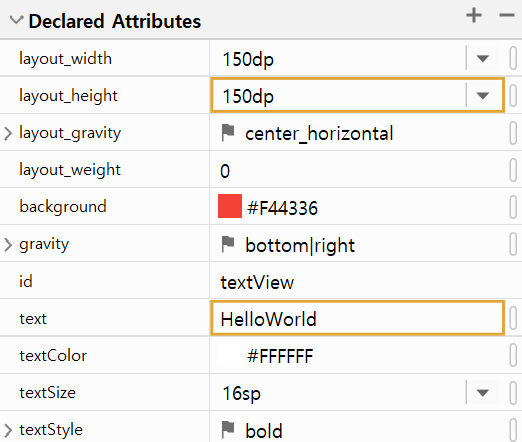 Declared Attributes
layout_width 150dp
layout_height 150dp
layout_gravity center_horizontal
layout_weight 0
background #F44336
gravity bottom|right
id textView
text HelloWorld
textColor #FFFFFF
textSize 16sp
textStyle bold